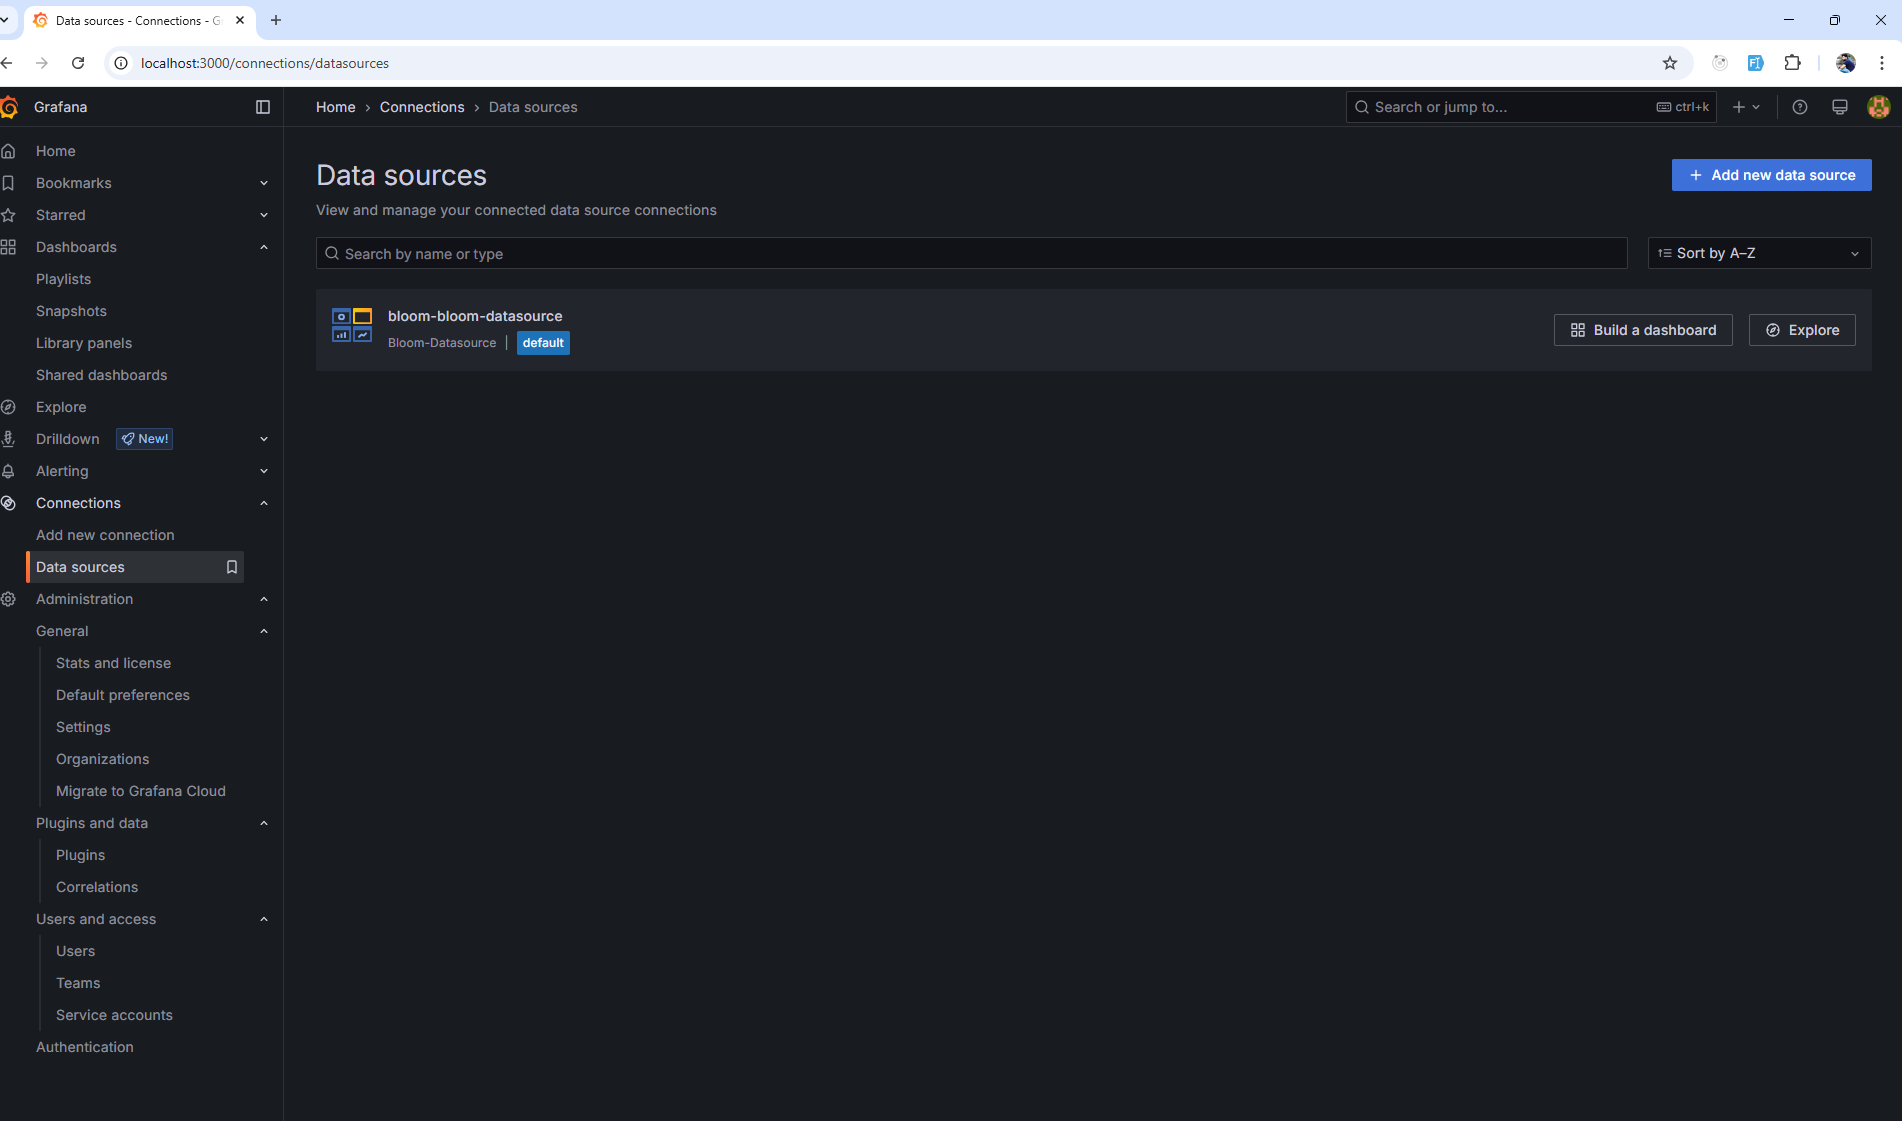 Data sources - Connections - G
localhost:3000/connections/datasources
Grafana
Home › Connections › Data sources
Search or jump to...
ctrl+k
Home
Bookmarks
Starred
Dashboards
Playlists
Snapshots
Library panels
Shared dashboards
Explore
Drilldown
New!
Alerting
Connections
Add new connection
Data sources
Administration
General
Stats and license
Default preferences
Settings
Organizations
Migrate to Grafana Cloud
Plugins and data
Plugins
Correlations
Users and access
Users
Teams
Service accounts
Authentication
Data sources
Add new data source
View and manage your connected data source connections
Search by name or type
Sort by A–Z
bloom-bloom-datasource
Bloom-Datasource | default
Build a dashboard
Explore